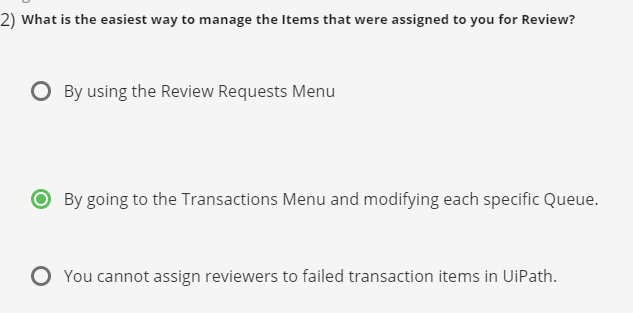 2) What is the easiest way to manage the Items that were assigned to you for Review?
By using the Review Requests Menu
By going to the Transactions Menu and modifying each specific Queue.
You cannot assign reviewers to failed transaction items in UiPath.